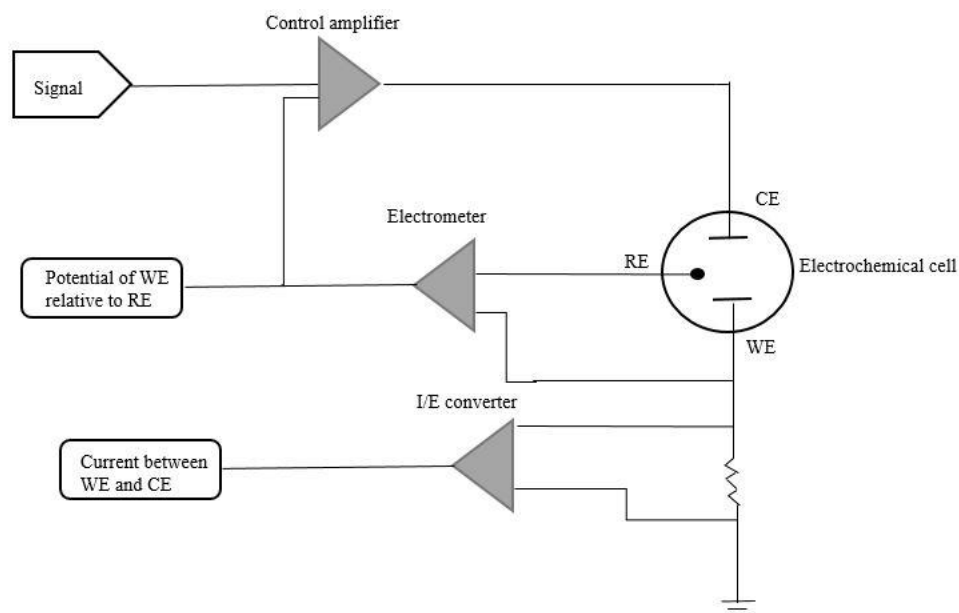 Control amplifier
Signal
CE
Electrometer
RE
Electrochemical cell
Potential of WE
relative to RE
WE
I/E converter
Current between
WE and CE